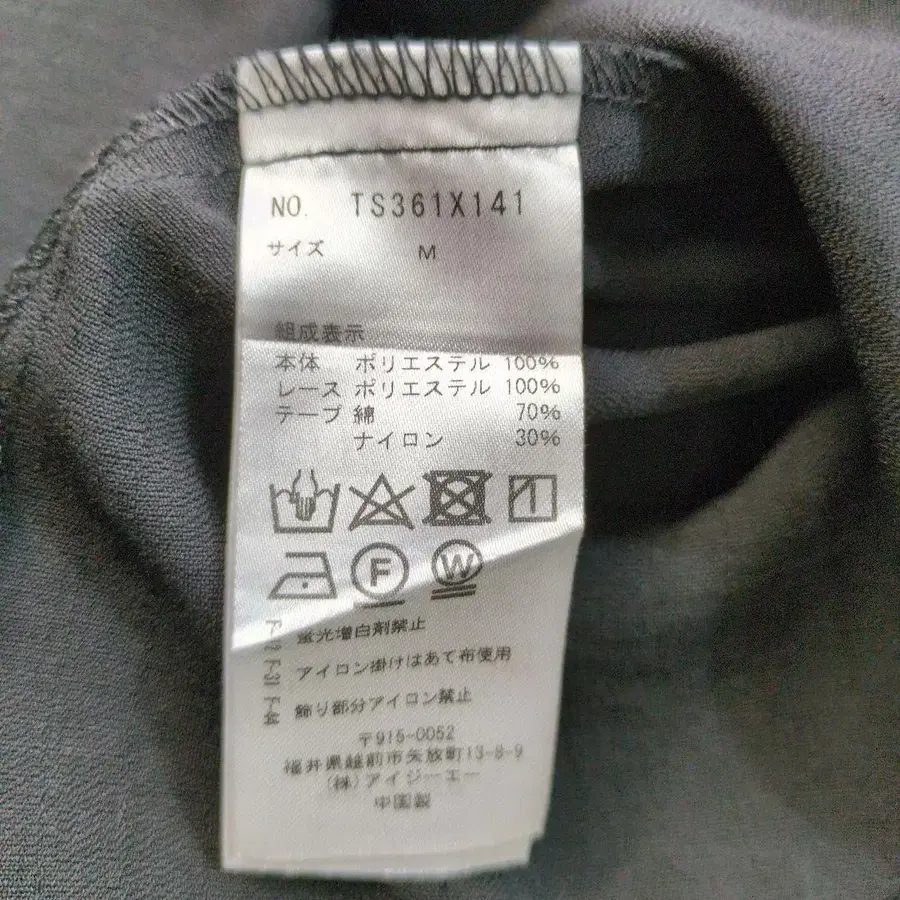 NO. TS361X141
サイズ M
組成表示
本体 ポリエステル 100%
レース ポリエステル 100%
テープ 綿 70%
ナイロン 30%
F
W
蛍光増白剤禁止
アイロン掛けはあて布使用
飾り部分アイロン禁止
F-12 F-31 F-44
〒915-0052
福井県越前市矢放町13-8-9
(株)アイジーエー
中国製